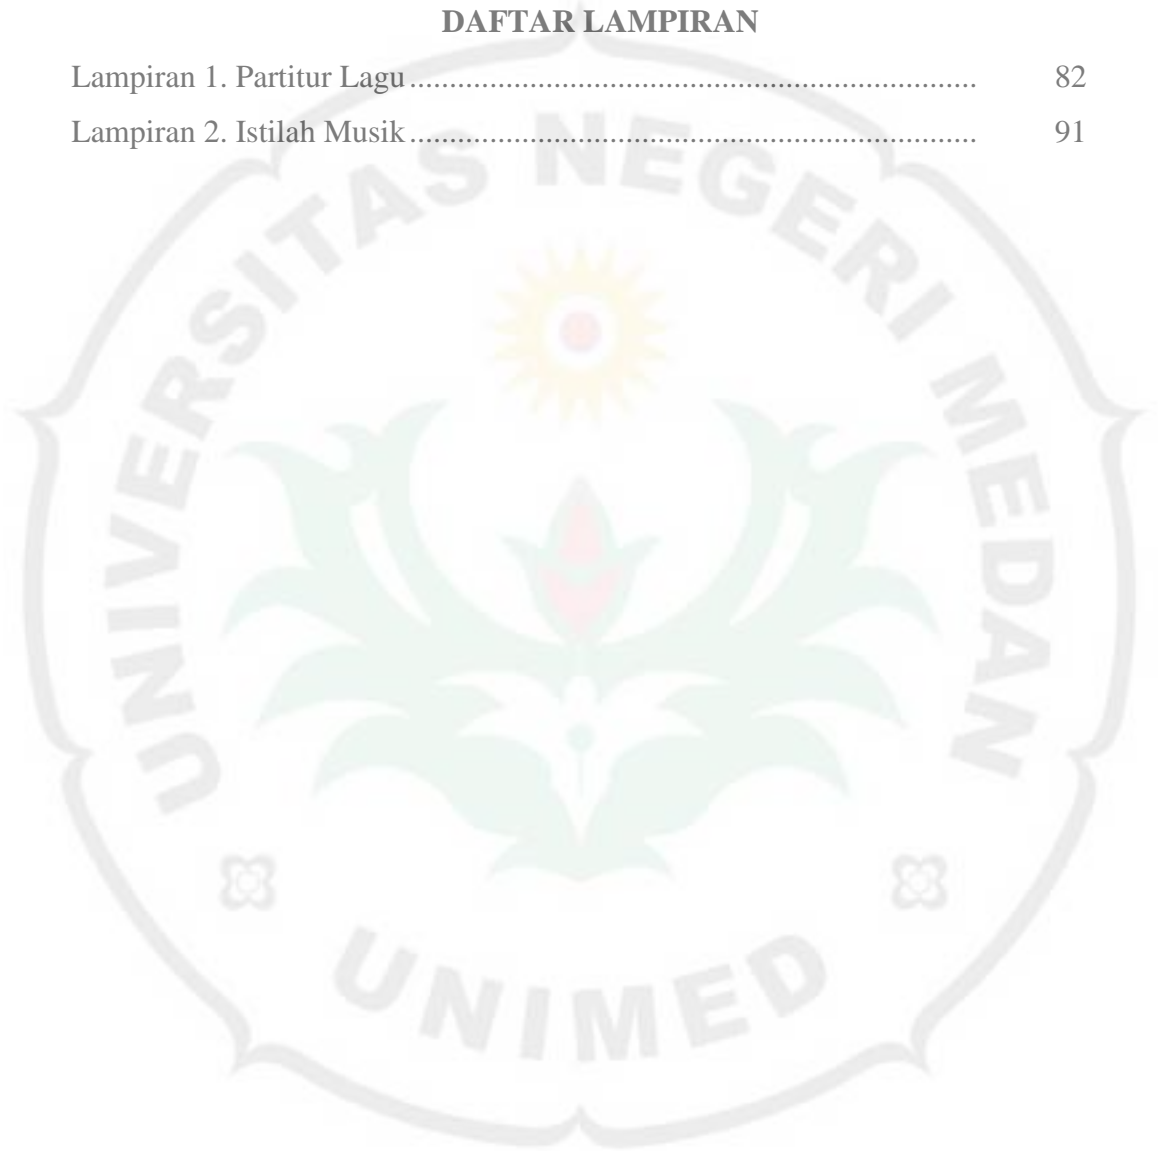 DAFTAR LAMPIRAN
Lampiran 1. Partitur Lagu ...................................................................... 82
Lampiran 2. Istilah Musik ...................................................................... 91
UNIVERSITAS NEGERI MEDAN
UNIMED